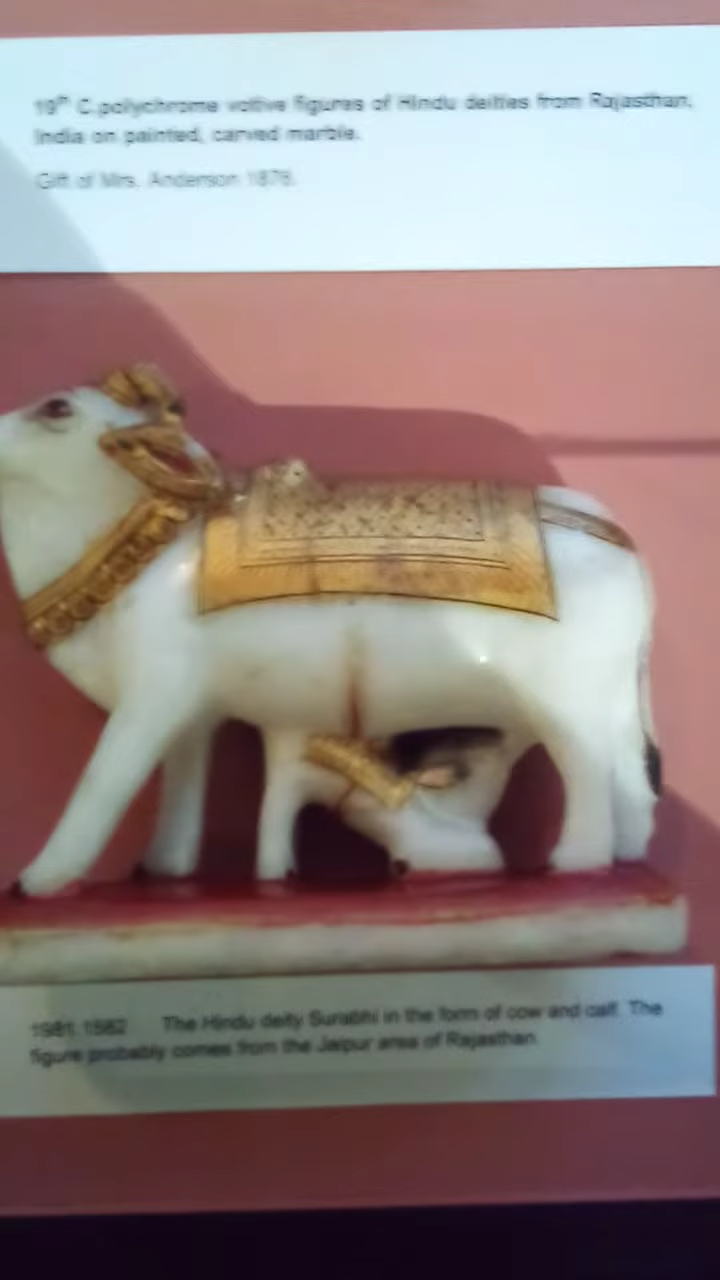 19th C.polychrome votive figures of Hindu deities from Rajasthan,
India on painted, carved marble.
Gift of Mrs. Anderson 1876.
1981.1582 The Hindu deity Surabhi in the form of cow and calf. The
figure probably comes from the Jaipur area of Rajasthan.